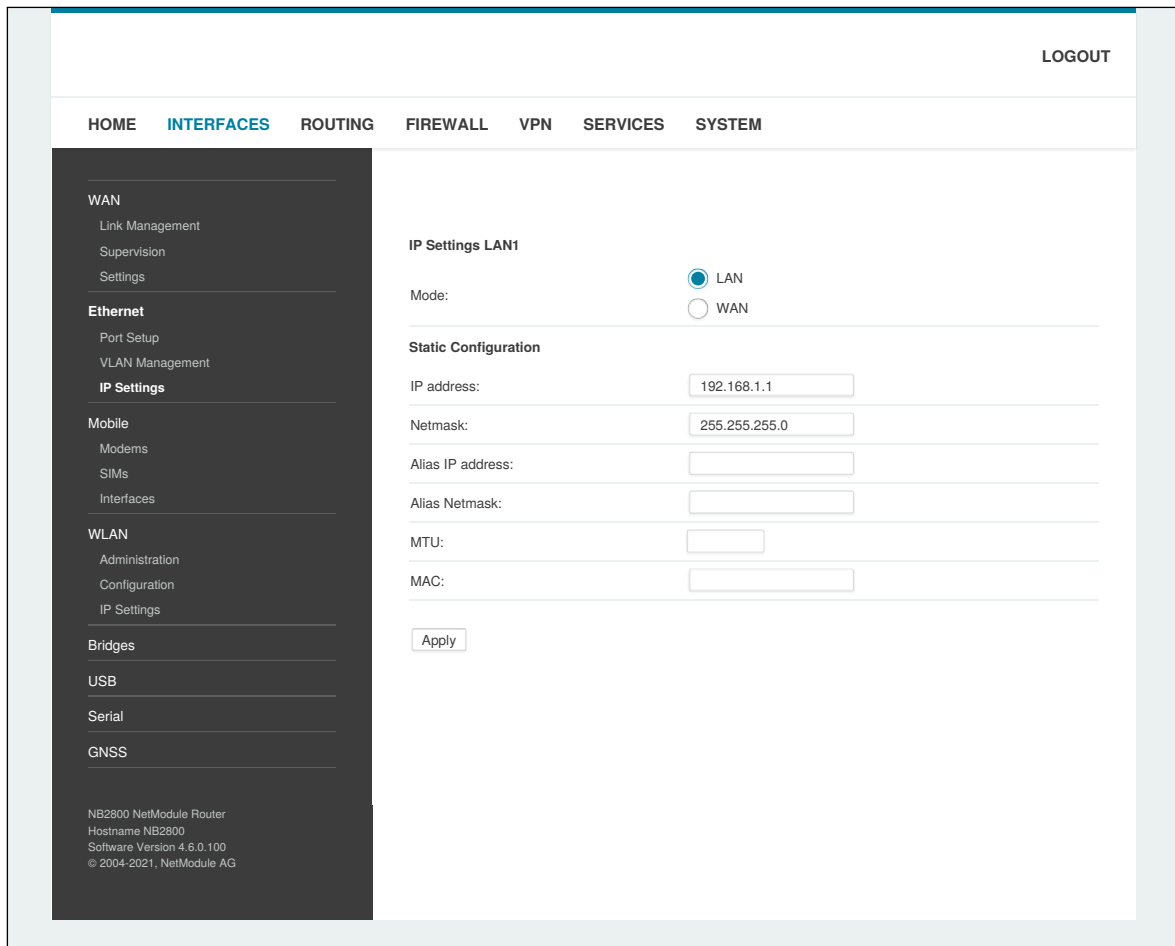 LOGOUT
HOME INTERFACES ROUTING FIREWALL VPN SERVICES SYSTEM
WAN
Link Management
Supervision
Settings
Ethernet
Port Setup
VLAN Management
IP Settings
Mobile
Modems
SIMs
Interfaces
WLAN
Administration
Configuration
IP Settings
Bridges
USB
Serial
GNSS
NB2800 NetModule Router
Hostname NB2800
Software Version 4.6.0.100
© 2004-2021, NetModule AG
IP Settings LAN1
Mode:
LAN
WAN
Static Configuration
IP address: 192.168.1.1
Netmask: 255.255.255.0
Alias IP address:
Alias Netmask:
MTU:
MAC:
Apply